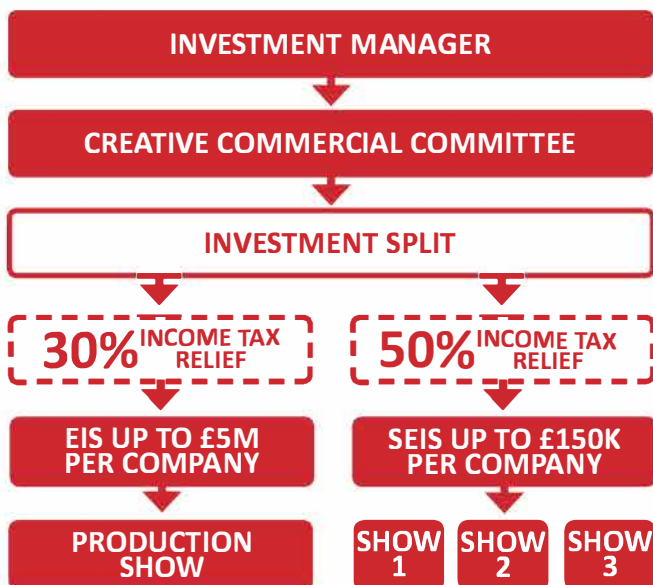 INVESTMENT MANAGER
CREATIVE COMMERCIAL COMMITTEE
INVESTMENT SPLIT
30% INCOME TAX
RELIEF
50% INCOME TAX
RELIEF
EIS UP TO £5M
PER COMPANY
SEIS UP TO £150K
PER COMPANY
PRODUCTION
SHOW
SHOW
1
SHOW
2
SHOW
3